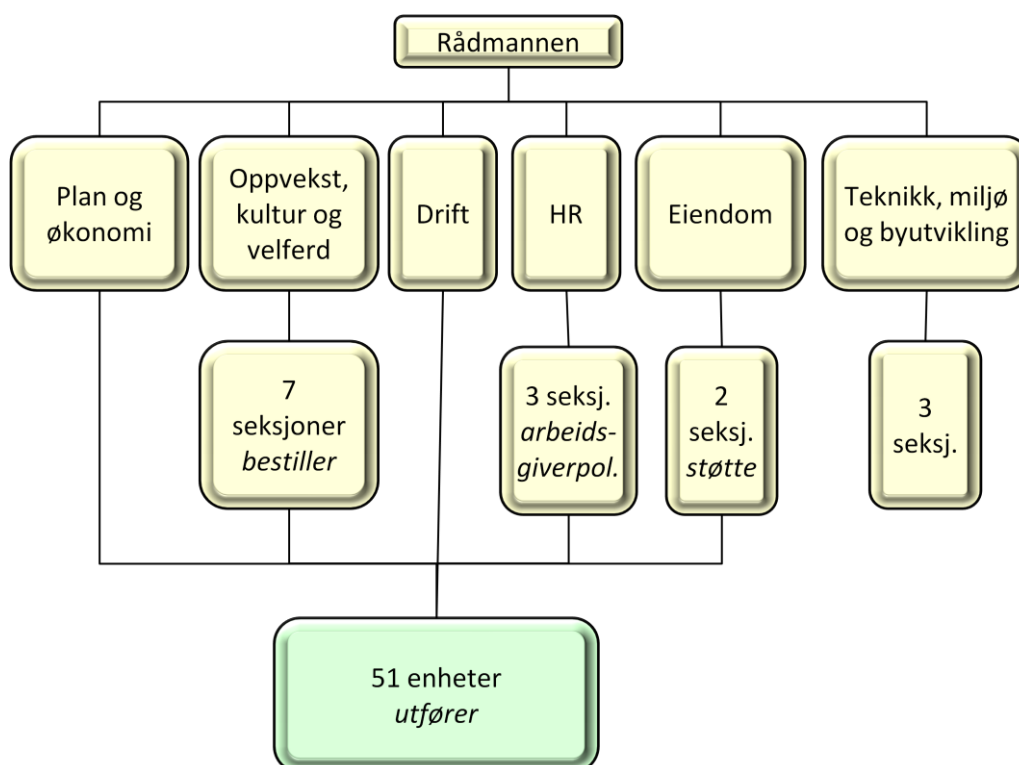 Rådmannen
Plan og
økonomi
Oppvekst,
kultur og
velferd
Drift
HR
Eiendom
Teknikk, miljø
og byutvikling
7
seksjoner
bestiller
3 seksj.
arbeids-
giverpol.
2
seksj.
støtte
3
seksj.
51 enheter
utfører